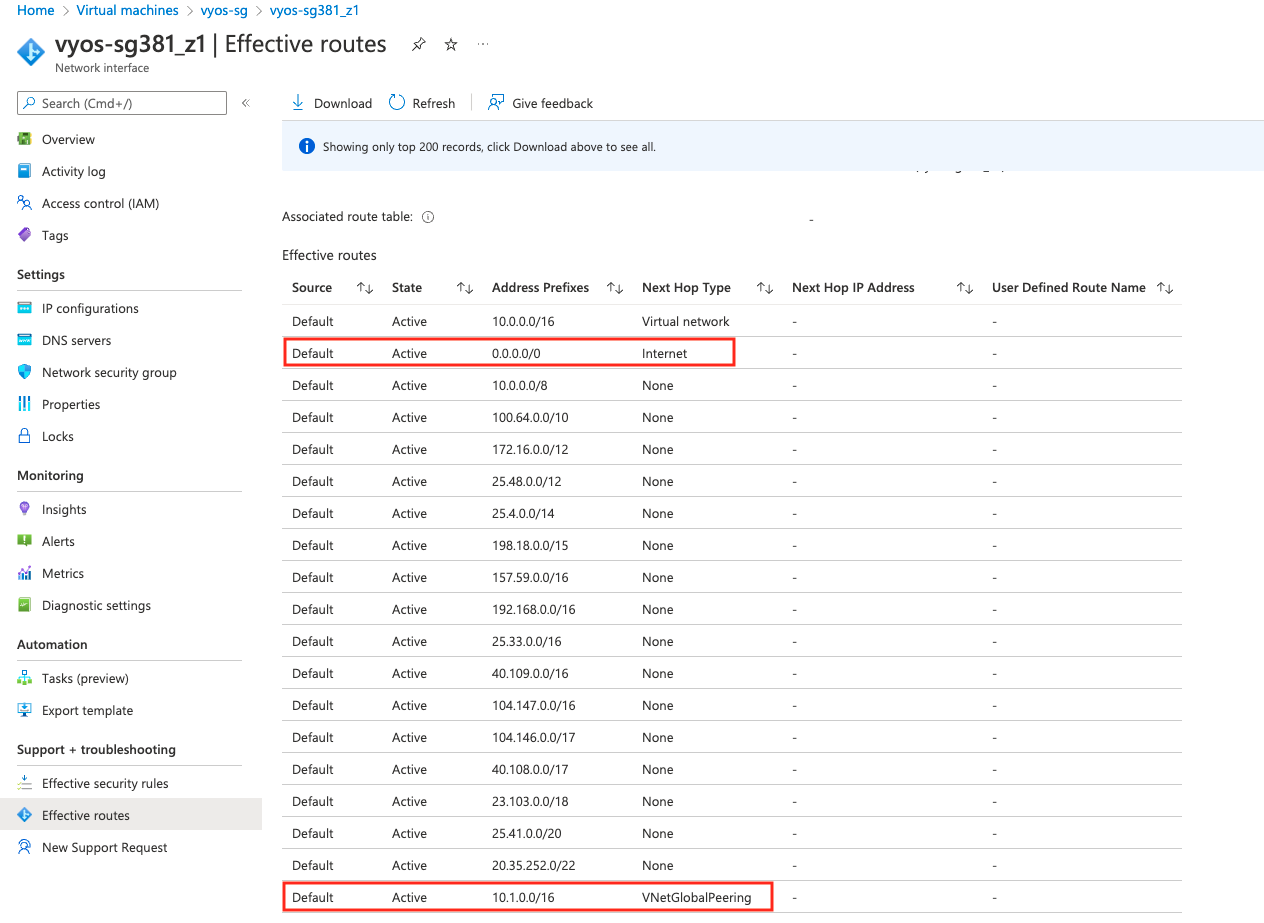 Home > Virtual machines > vyos-sg > vyos-sg381_z1
vyos-sg381_z1 | Effective routes
Network interface
Search (Cmd+/)
Overview
Activity log
Access control (IAM)
Tags
Settings
IP configurations
DNS servers
Network security group
Properties
Locks
Monitoring
Insights
Alerts
Metrics
Diagnostic settings
Automation
Tasks (preview)
Export template
Support + troubleshooting
Effective security rules
Effective routes
New Support Request
Download Refresh Give feedback
Showing only top 200 records, click Download above to see all.
Associated route table: -
Effective routes
Source State Address Prefixes Next Hop Type Next Hop IP Address User Defined Route Name
Default Active 10.0.0.0/16 Virtual network - -
Default Active 0.0.0.0/0 Internet - -
Default Active 10.0.0.0/8 None - -
Default Active 100.64.0.0/10 None - -
Default Active 172.16.0.0/12 None - -
Default Active 25.48.0.0/12 None - -
Default Active 25.4.0.0/14 None - -
Default Active 198.18.0.0/15 None - -
Default Active 157.59.0.0/16 None - -
Default Active 192.168.0.0/16 None - -
Default Active 25.33.0.0/16 None - -
Default Active 40.109.0.0/16 None - -
Default Active 104.147.0.0/16 None - -
Default Active 104.146.0.0/17 None - -
Default Active 40.108.0.0/17 None - -
Default Active 23.103.0.0/18 None - -
Default Active 25.41.0.0/20 None - -
Default Active 20.35.252.0/22 None - -
Default Active 10.1.0.0/16 VNetGlobalPeering - -